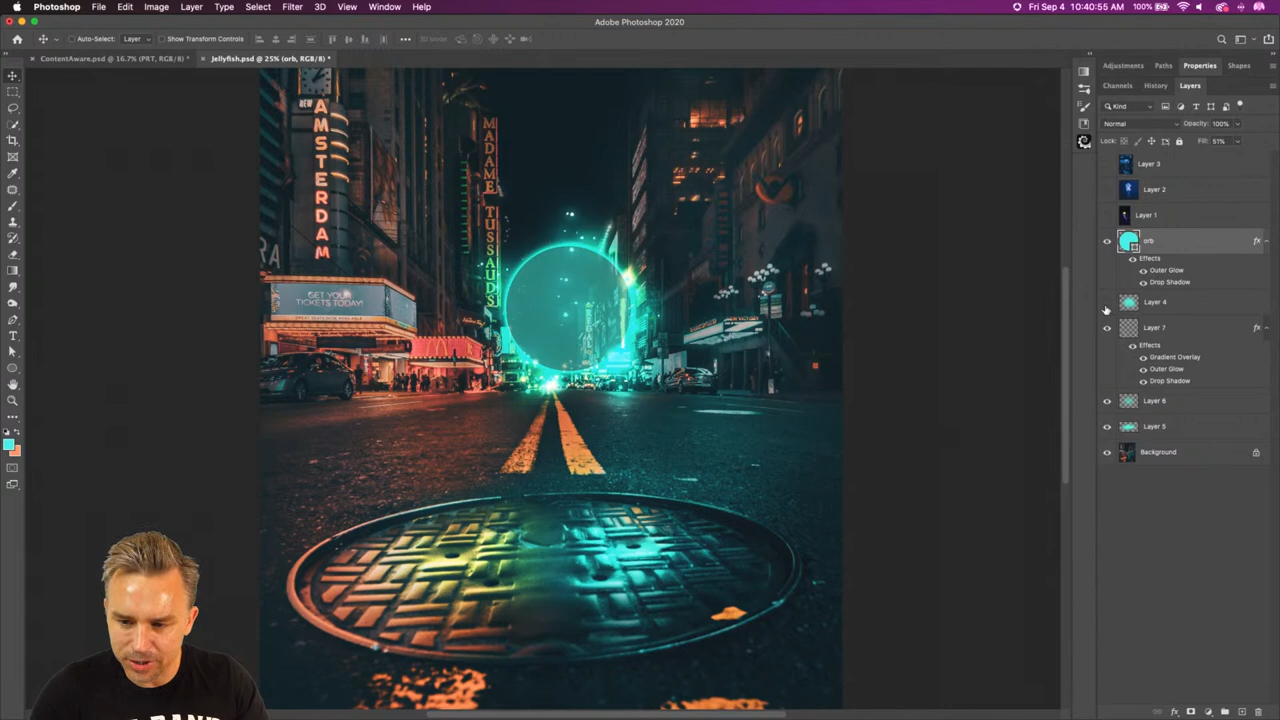 Photoshop File Edit Image Layer Type Select Filter 3D View Window Help
100% Fri Sep 4 10:40:55 AM
Adobe Photoshop 2020
Auto-Select: Layer Show Transform Controls
ContentAware.psd @ 16.7% (PRT, RGB/8) *
Jellyfish.psd @ 25% (orb, RGB/8) *
Adjustments Paths Properties Shapes
Channels History Layers
Kind
Normal Opacity: 100%
Lock: Fill: 51%
Layer 3
Layer 2
Layer 1
orb fx
Effects
Outer Glow
Drop Shadow
Layer 4
Layer 7 fx
Effects
Gradient Overlay
Outer Glow
Drop Shadow
Layer 6
Layer 5
Background
NEW
AMSTERDAM
MADAME TUSSAUDS
GET YOUR
TICKETS TODAY!